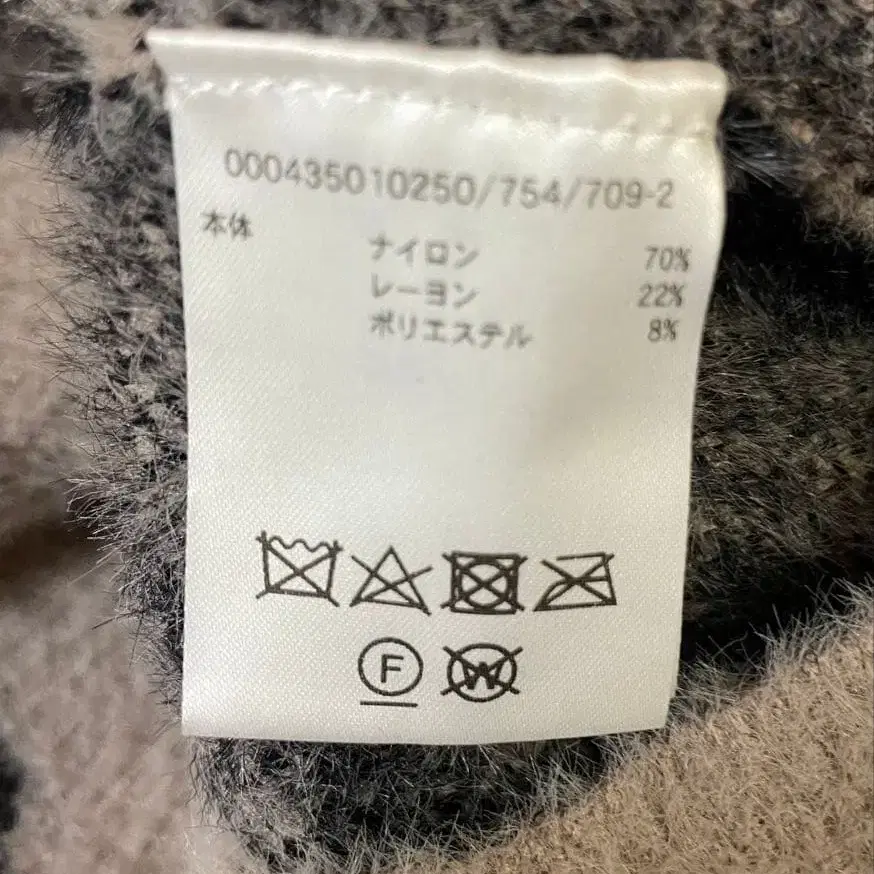 000435010250/754/709-2
本体
ナイロン 70%
レーヨン 22%
ポリエステル 8%
F W